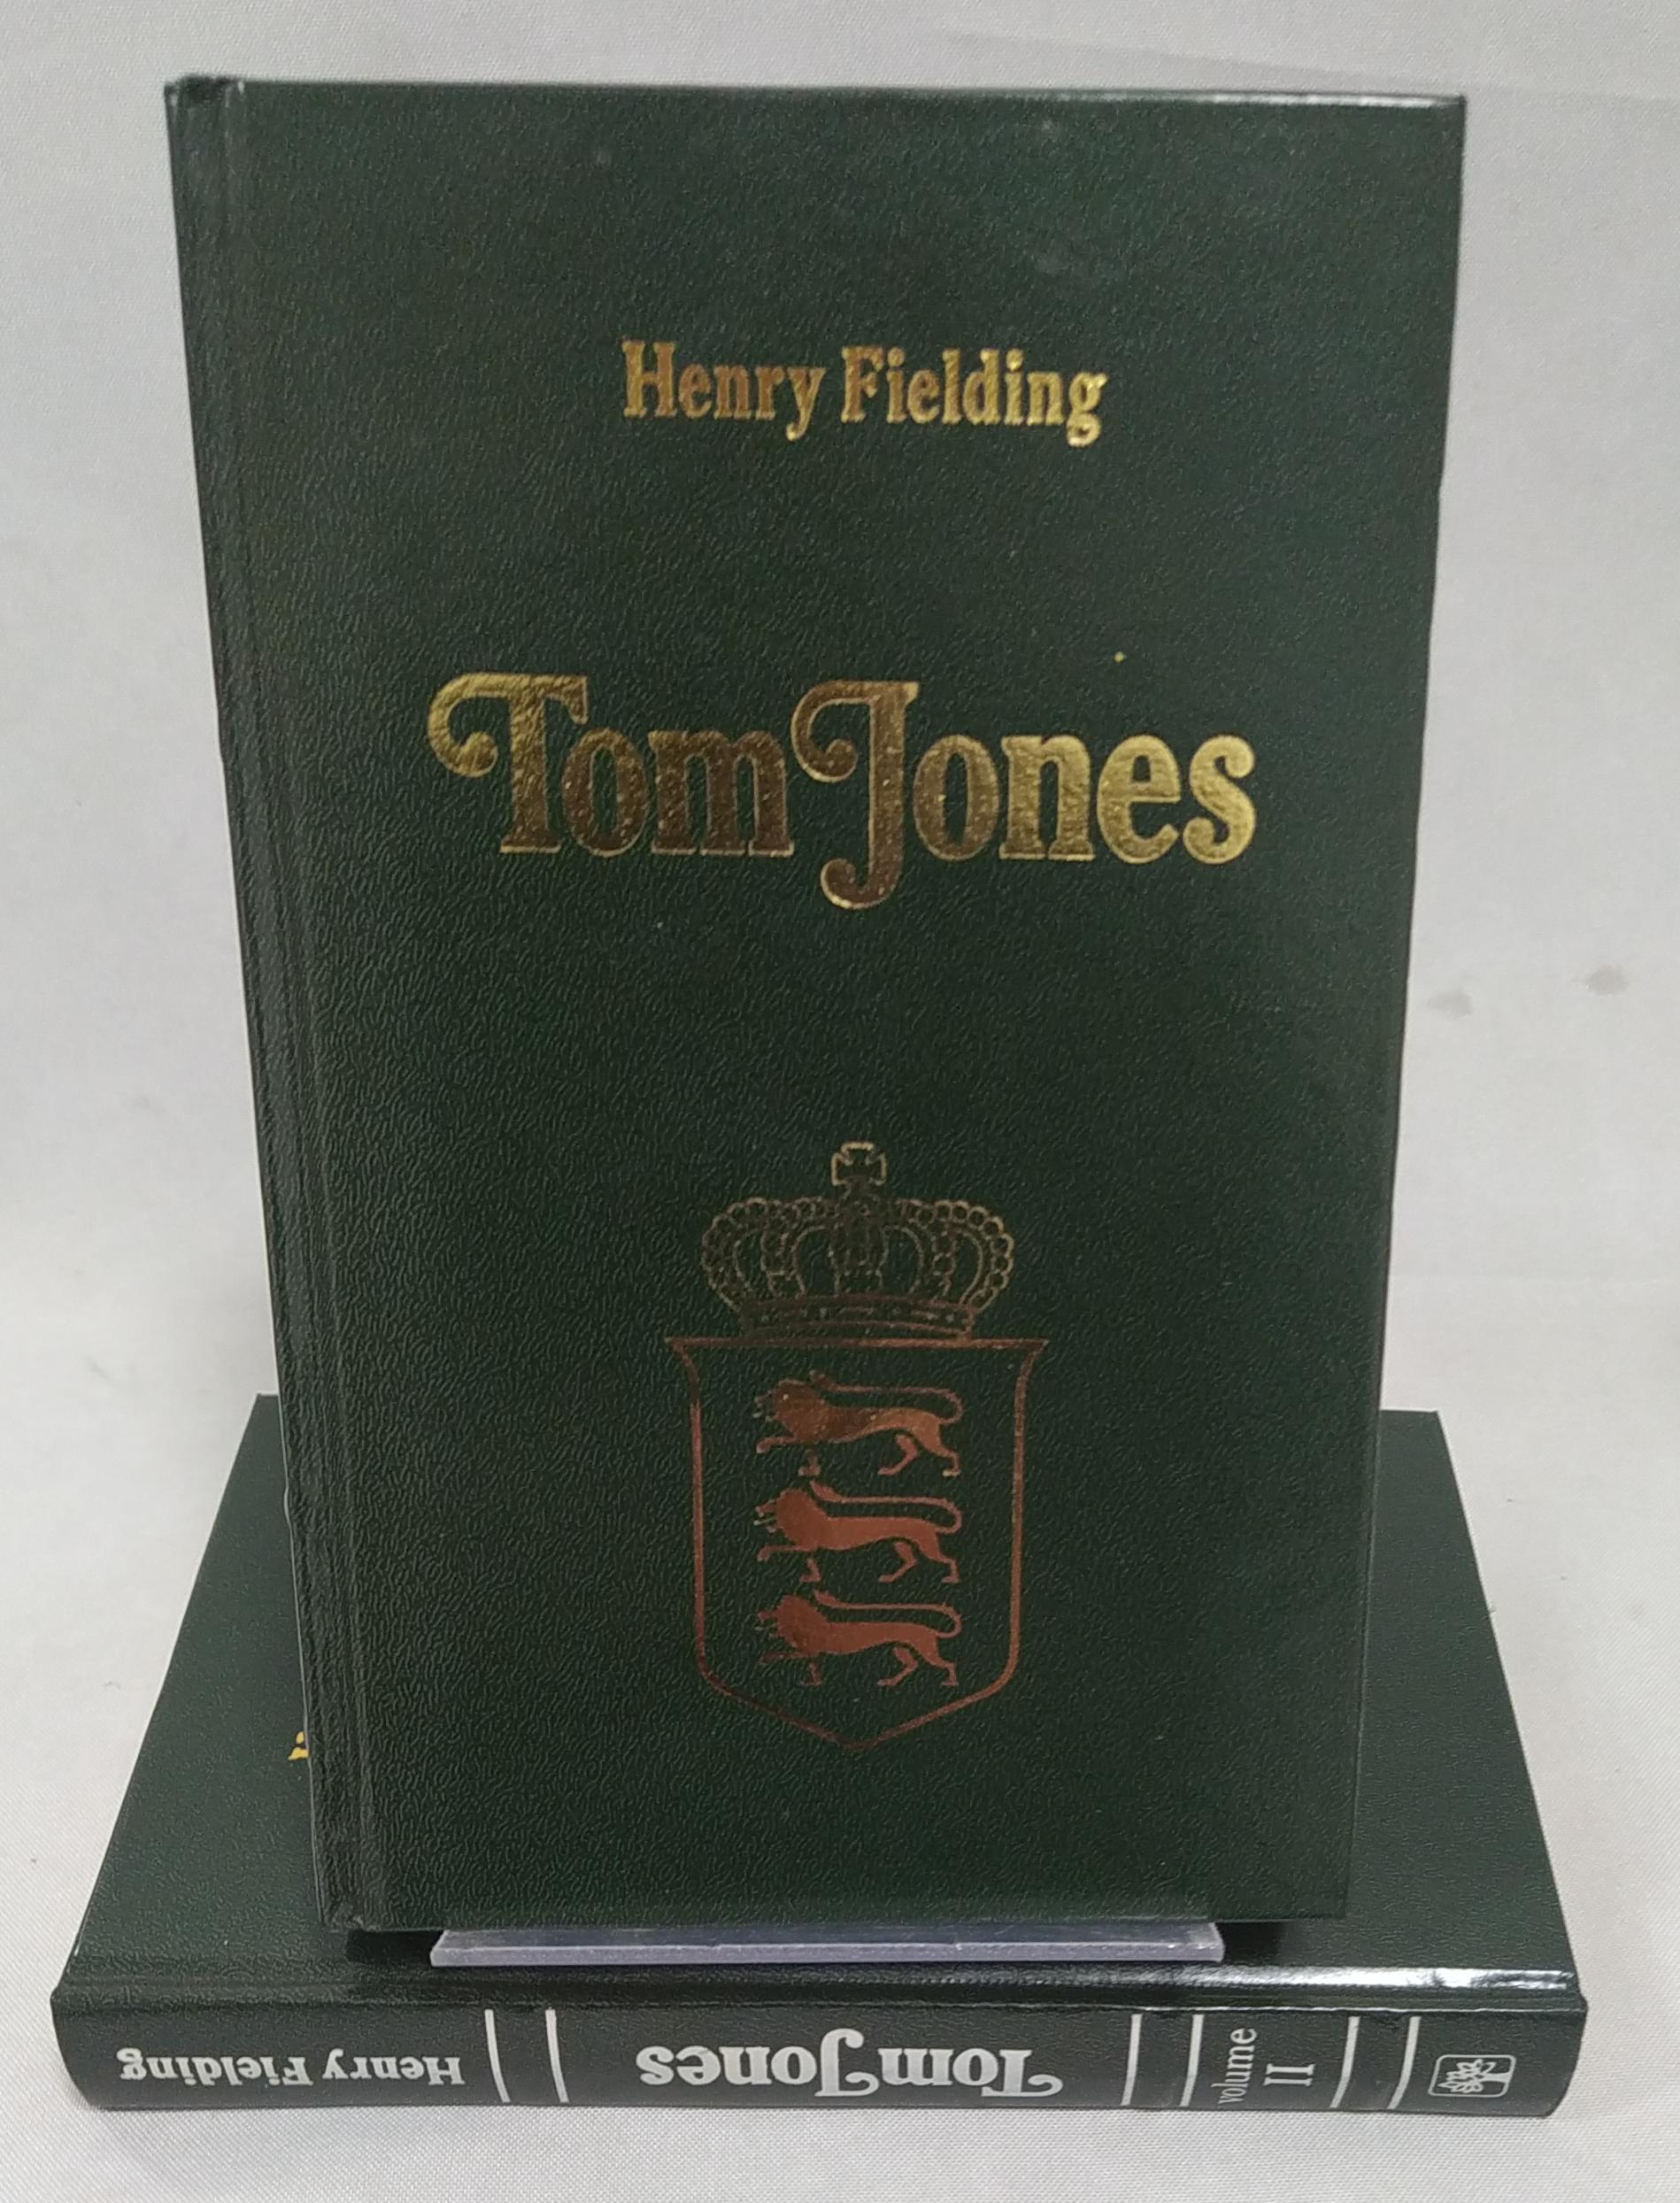 Henry Fielding
Tom Jones
Henry Fielding
Tom Jones
volume
II